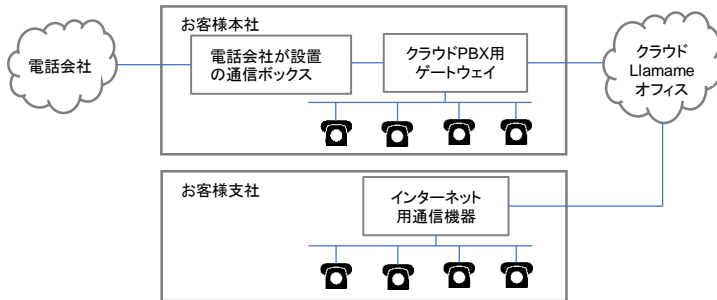 お客様本社
電話会社
電話会社が設置
の通信ボックス
クラウドPBX用
ゲートウェイ
クラウド
Llamame
オフィス
お客様支社
インターネット
用通信機器